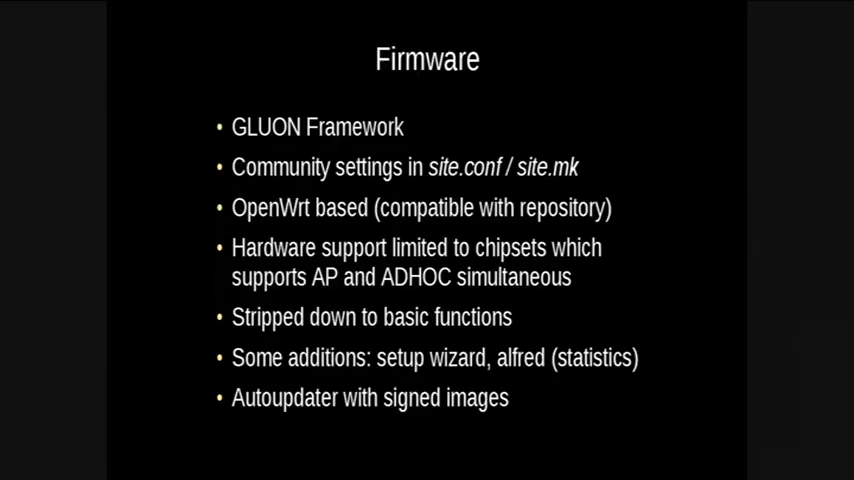 Firmware
• GLUON Framework
• Community settings in site.conf / site.mk
• OpenWrt based (compatible with repository)
• Hardware support limited to chipsets which
supports AP and ADHOC simultaneous
• Stripped down to basic functions
• Some additions: setup wizard, alfred (statistics)
• Autoupdater with signed images